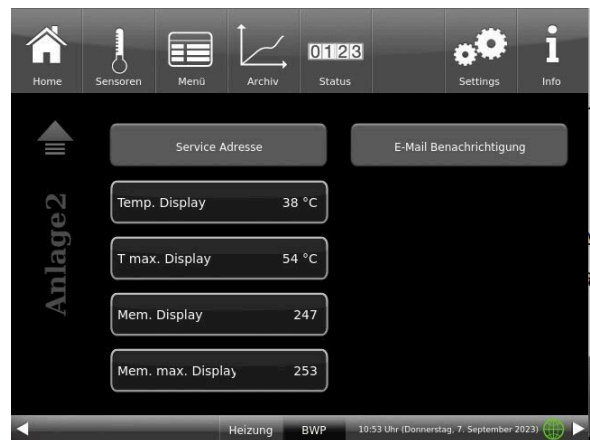 Home Sensoren Menü Archiv 0123 Status Settings Info
Service Adresse E-Mail Benachrichtigung
Anlage2
Temp. Display 38 °C
T max. Display 54 °C
Mem. Display 247
Mem. max. Display 253
Heizung BWP 10:53 Uhr (Donnerstag, 7. September 2023)